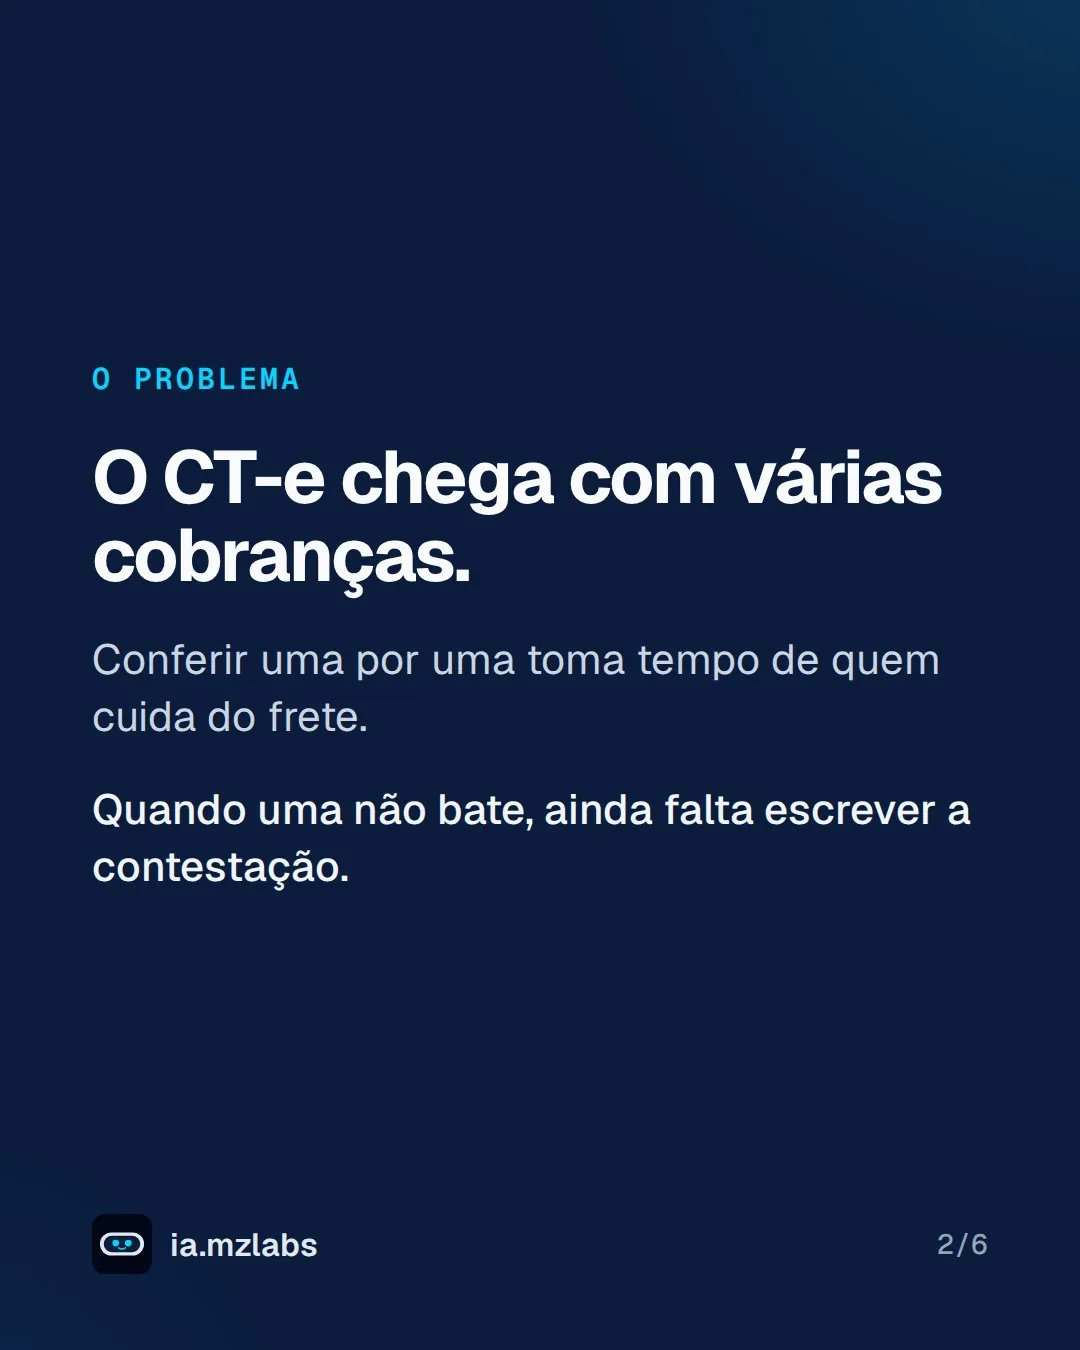 O PROBLEMA
O CT-e chega com várias
cobranças.
Conferir uma por uma toma tempo de quem
cuida do frete.
Quando uma não bate, ainda falta escrever a
contestação.
ia.mzlabs
2/6